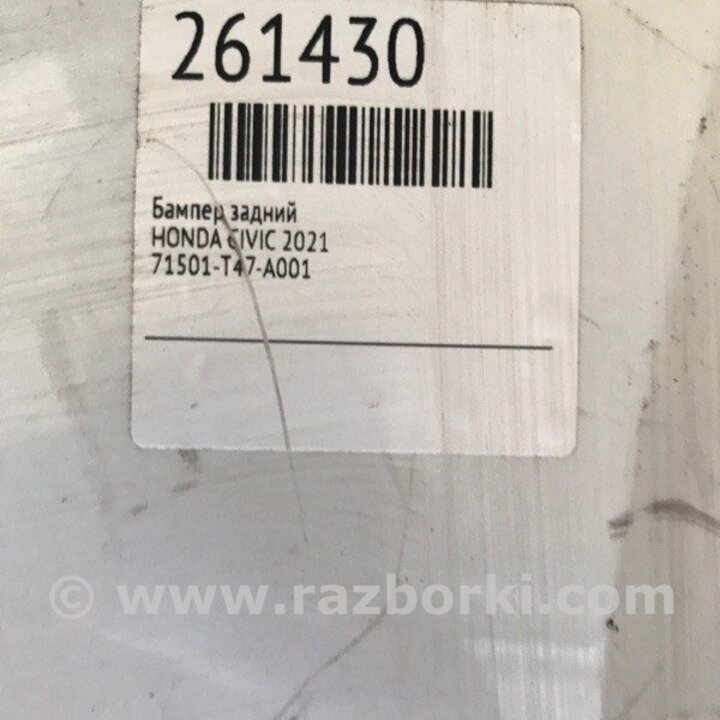 261430
Бампер задний
HONDA CIVIC 2021
71501-T47-A001
© www.razborki.com